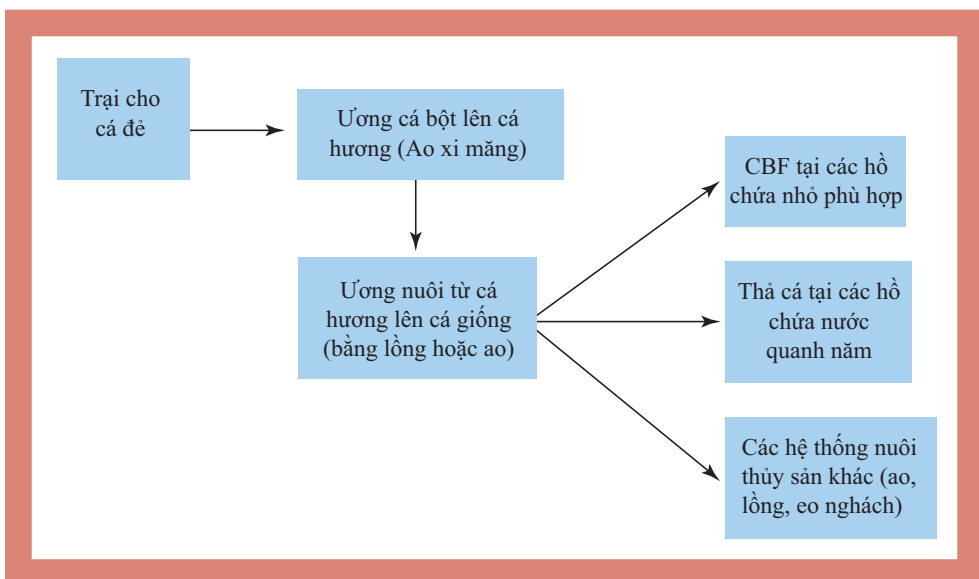 Trại cho
cá đẻ
Ương cá bột lên cá
hương (Ao xi măng)
Ương nuôi từ cá
hương lên cá giống
(bằng lồng hoặc ao)
CBF tại các hồ
chứa nhỏ phù hợp
Thả cá tại các hồ
chứa nước
quanh năm
Các hệ thống nuôi
thủy sản khác (ao,
lồng, eo nghách)